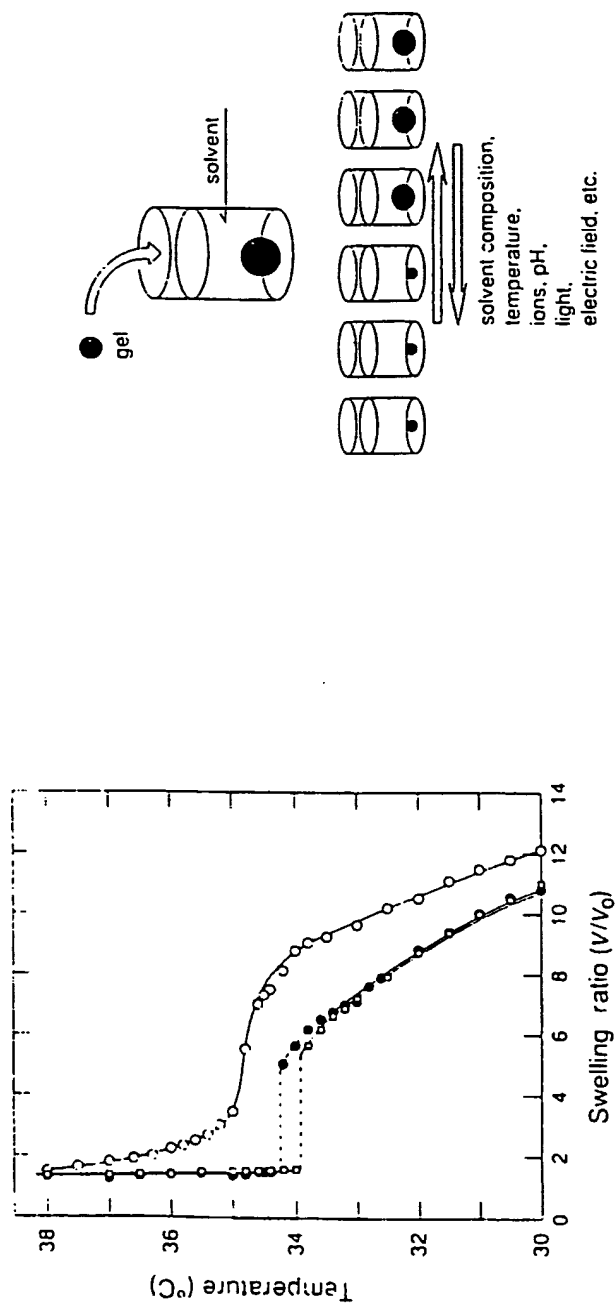 gel
solvent
solvent composition,
temperature,
ions, pH,
light,
electric field, etc.
Temperature (°C)
38
36
34
32
30
0
2
4
6
8
10
12
14
Swelling ratio (V/V₀)